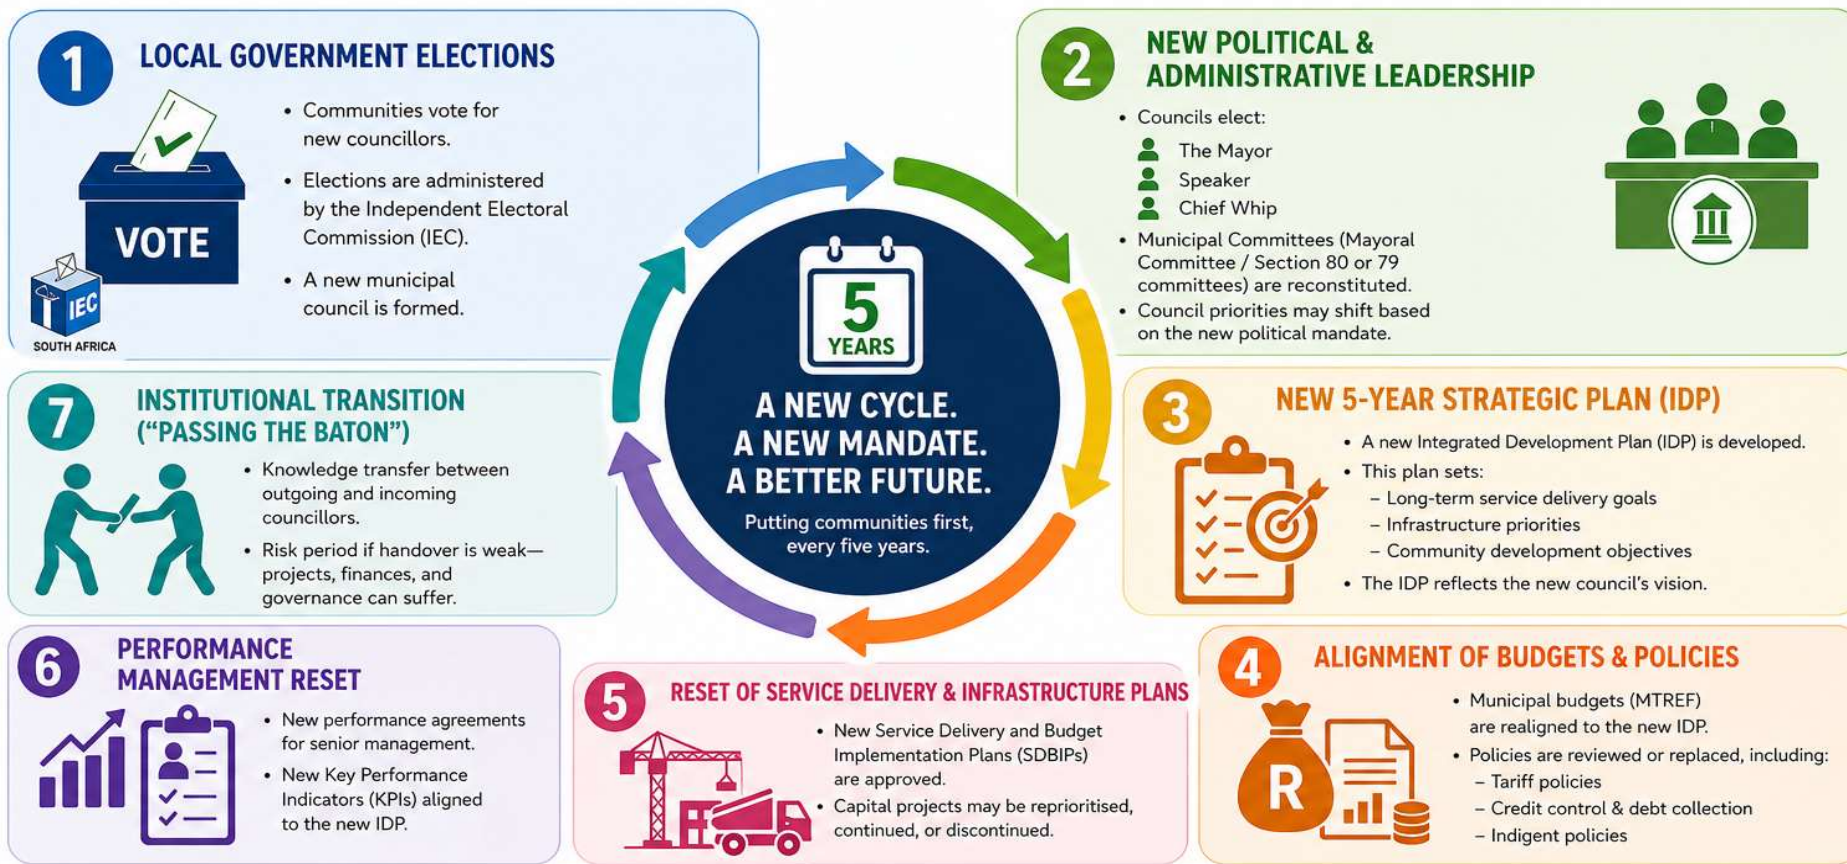 1
LOCAL GOVERNMENT ELECTIONS
• Communities vote for
new councillors.
• Elections are administered
by the Independent Electoral
Commission (IEC).
• A new municipal
council is formed.
VOTE
IEC
SOUTH AFRICA
2
NEW POLITICAL &
ADMINISTRATIVE LEADERSHIP
• Councils elect:
The Mayor
Speaker
Chief Whip
• Municipal Committees (Mayoral
Committee / Section 80 or 79
committees) are reconstituted.
• Council priorities may shift based
on the new political mandate.
5
YEARS
A NEW CYCLE.
A NEW MANDATE.
A BETTER FUTURE.
Putting communities first,
every five years.
3
NEW 5-YEAR STRATEGIC PLAN (IDP)
• A new Integrated Development Plan (IDP) is developed.
• This plan sets:
– Long-term service delivery goals
– Infrastructure priorities
– Community development objectives
• The IDP reflects the new council's vision.
4
ALIGNMENT OF BUDGETS & POLICIES
• Municipal budgets (MTREF)
are realigned to the new IDP.
• Policies are reviewed or replaced, including:
– Tariff policies
– Credit control & debt collection
– Indigent policies
R
5
RESET OF SERVICE DELIVERY & INFRASTRUCTURE PLANS
• New Service Delivery and Budget
Implementation Plans (SDBIPs)
are approved.
• Capital projects may be reprioritised,
continued, or discontinued.
6
PERFORMANCE
MANAGEMENT RESET
• New performance agreements
for senior management.
• New Key Performance
Indicators (KPIs) aligned
to the new IDP.
7
INSTITUTIONAL TRANSITION
(“PASSING THE BATON”)
• Knowledge transfer between
outgoing and incoming
councillors.
• Risk period if handover is weak—
projects, finances, and
governance can suffer.